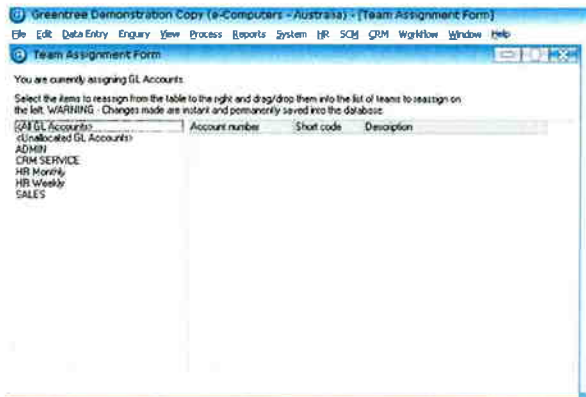 Greentree Demonstration Copy (e-Computers - Australia) - [Team Assignment Form]
File Edit Data Entry Enquiry View Process Reports System HR SCM CRM Workflow Window Help
Team Assignment Form
You are currently assigning GL Accounts
Select the items to reassign from the table to the right and drag/drop them into the list of teams to reassign on
the left. WARNING - Changes made are instant and permanently saved into the database.
<All GL Accounts> Account number Short code Description
<Unallocated GL Accounts>
ADMIN
CRM SERVICE
HR Monthly
HR Weekly
SALES